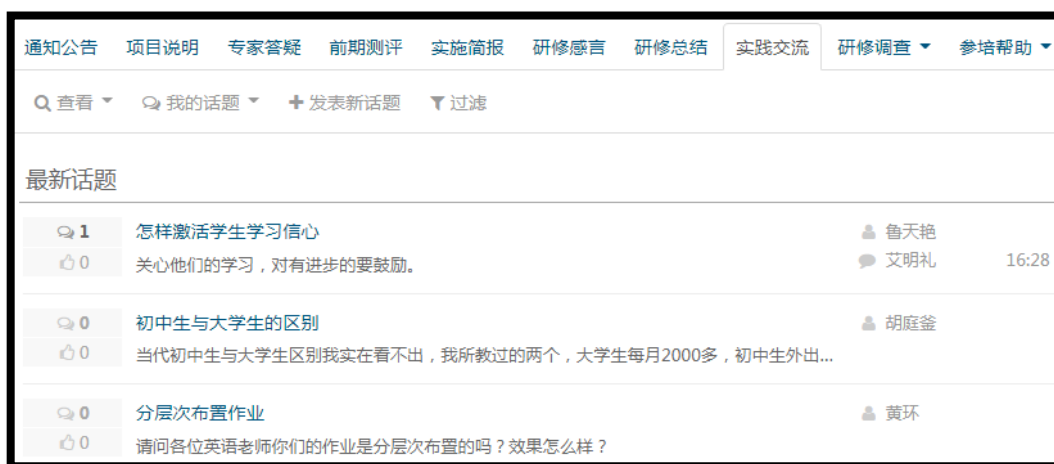 通知公告 项目说明 专家答疑 前期测评 实施简报 研修感言 研修总结 实践交流 研修调查 参培帮助
查看 我的话题 发表新话题 过滤
最新话题
1 怎样激活学生学习信心 鲁天艳
0 关心他们的学习，对有进步的要鼓励。 艾明礼 16:28
0 初中生与大学生的区别 胡庭釜
0 当代初中生与大学生区别我实在看不出，我所教过的两个，大学生每月2000多，初中生外出...
0 分层次布置作业 黄环
0 请问各位英语老师你们的作业是分层次布置的吗？效果怎么样？